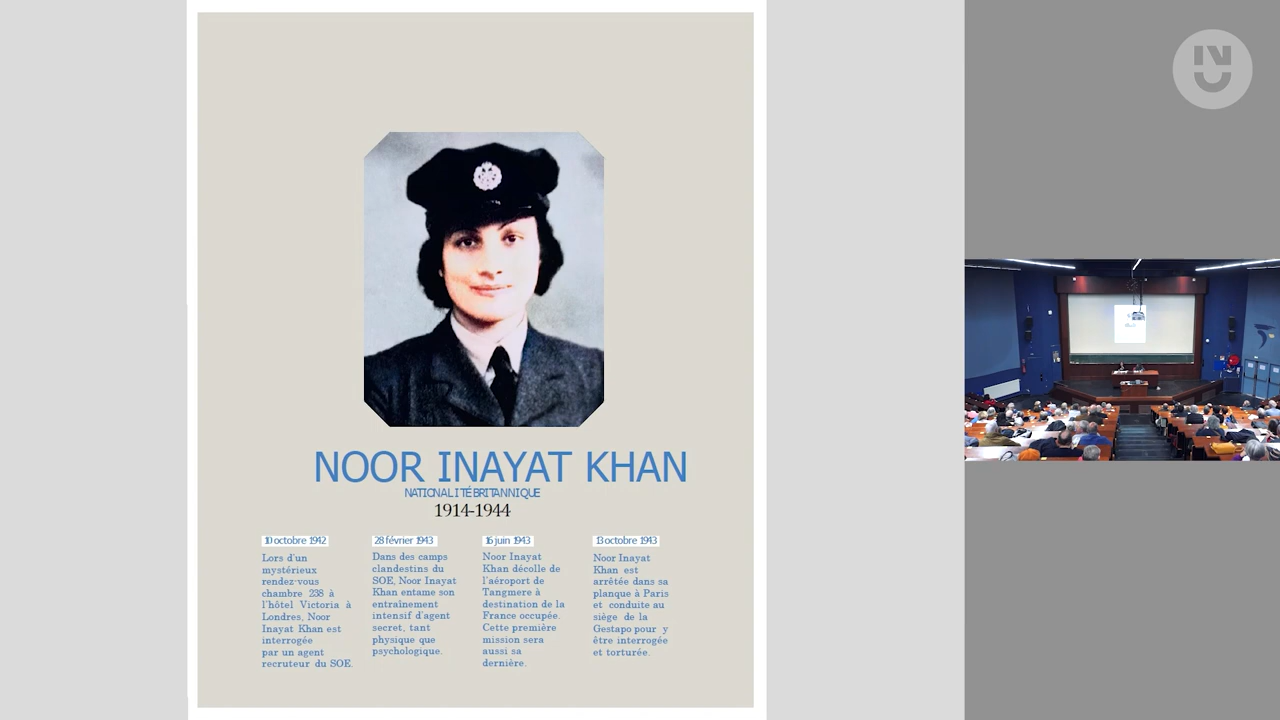 NOOR INAYAT KHAN
NATIONALITÉ BRITANNIQUE
1914-1944
10 octobre 1942
Lors d'un
mystérieux
rendez-vous
chambre 238 à
l'hôtel Victoria à
Londres, Noor
Inayat Khan est
interrogée
par un agent
recruteur du SOE.
28 février 1943
Dans des camps
clandestins du
SOE, Noor Inayat
Khan entame son
entraînement
intensif d'agent
secret, tant
physique que
psychologique.
16 juin 1943
Noor Inayat
Khan décolle de
l'aéroport de
Tangmere à
destination de la
France occupée.
Cette première
mission sera
aussi sa
dernière.
13 octobre 1943
Noor Inayat
Khan est
arrêtée dans sa
planque à Paris
et conduite au
siège de la
Gestapo pour y
être interrogée
et torturée.